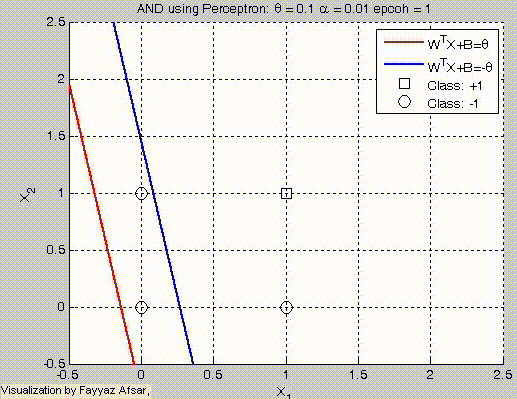 AND using Perceptron: θ = 0.1 α = 0.01 epcoh = 1
2.5
2
1.5
1
0.5
0
-0.5
X2
WTX+B=θ
WTX+B=-θ
Class: +1
Class: -1
-0.5 0 0.5 1 1.5 2 2.5
X1
Visualization by Fayyaz Afsar,